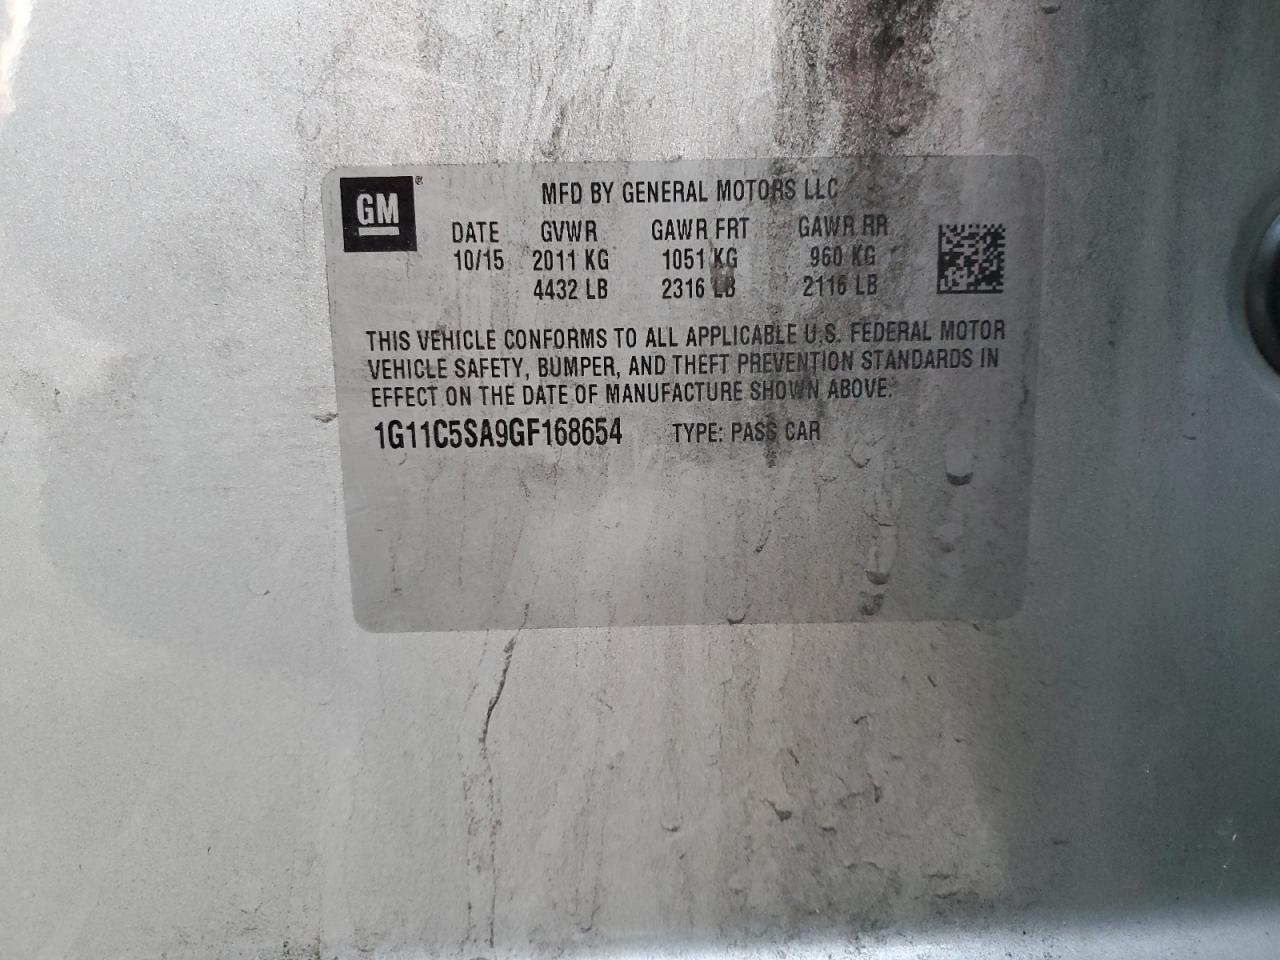 GM®
MFD BY GENERAL MOTORS LLC
DATE GVWR GAWR FRT GAWR RR
10/15 2011 KG 1051 KG 960 KG
4432 LB 2316 LB 2116 LB
THIS VEHICLE CONFORMS TO ALL APPLICABLE U.S. FEDERAL MOTOR
VEHICLE SAFETY, BUMPER, AND THEFT PREVENTION STANDARDS IN
EFFECT ON THE DATE OF MANUFACTURE SHOWN ABOVE.
1G11C5SA9GF168654 TYPE: PASS CAR